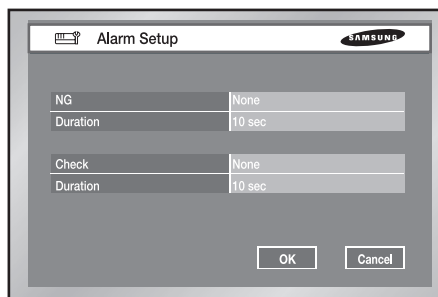 Alarm Setup SAMSUNG
NG None
Duration 10 sec
Check None
Duration 10 sec
OK Cancel